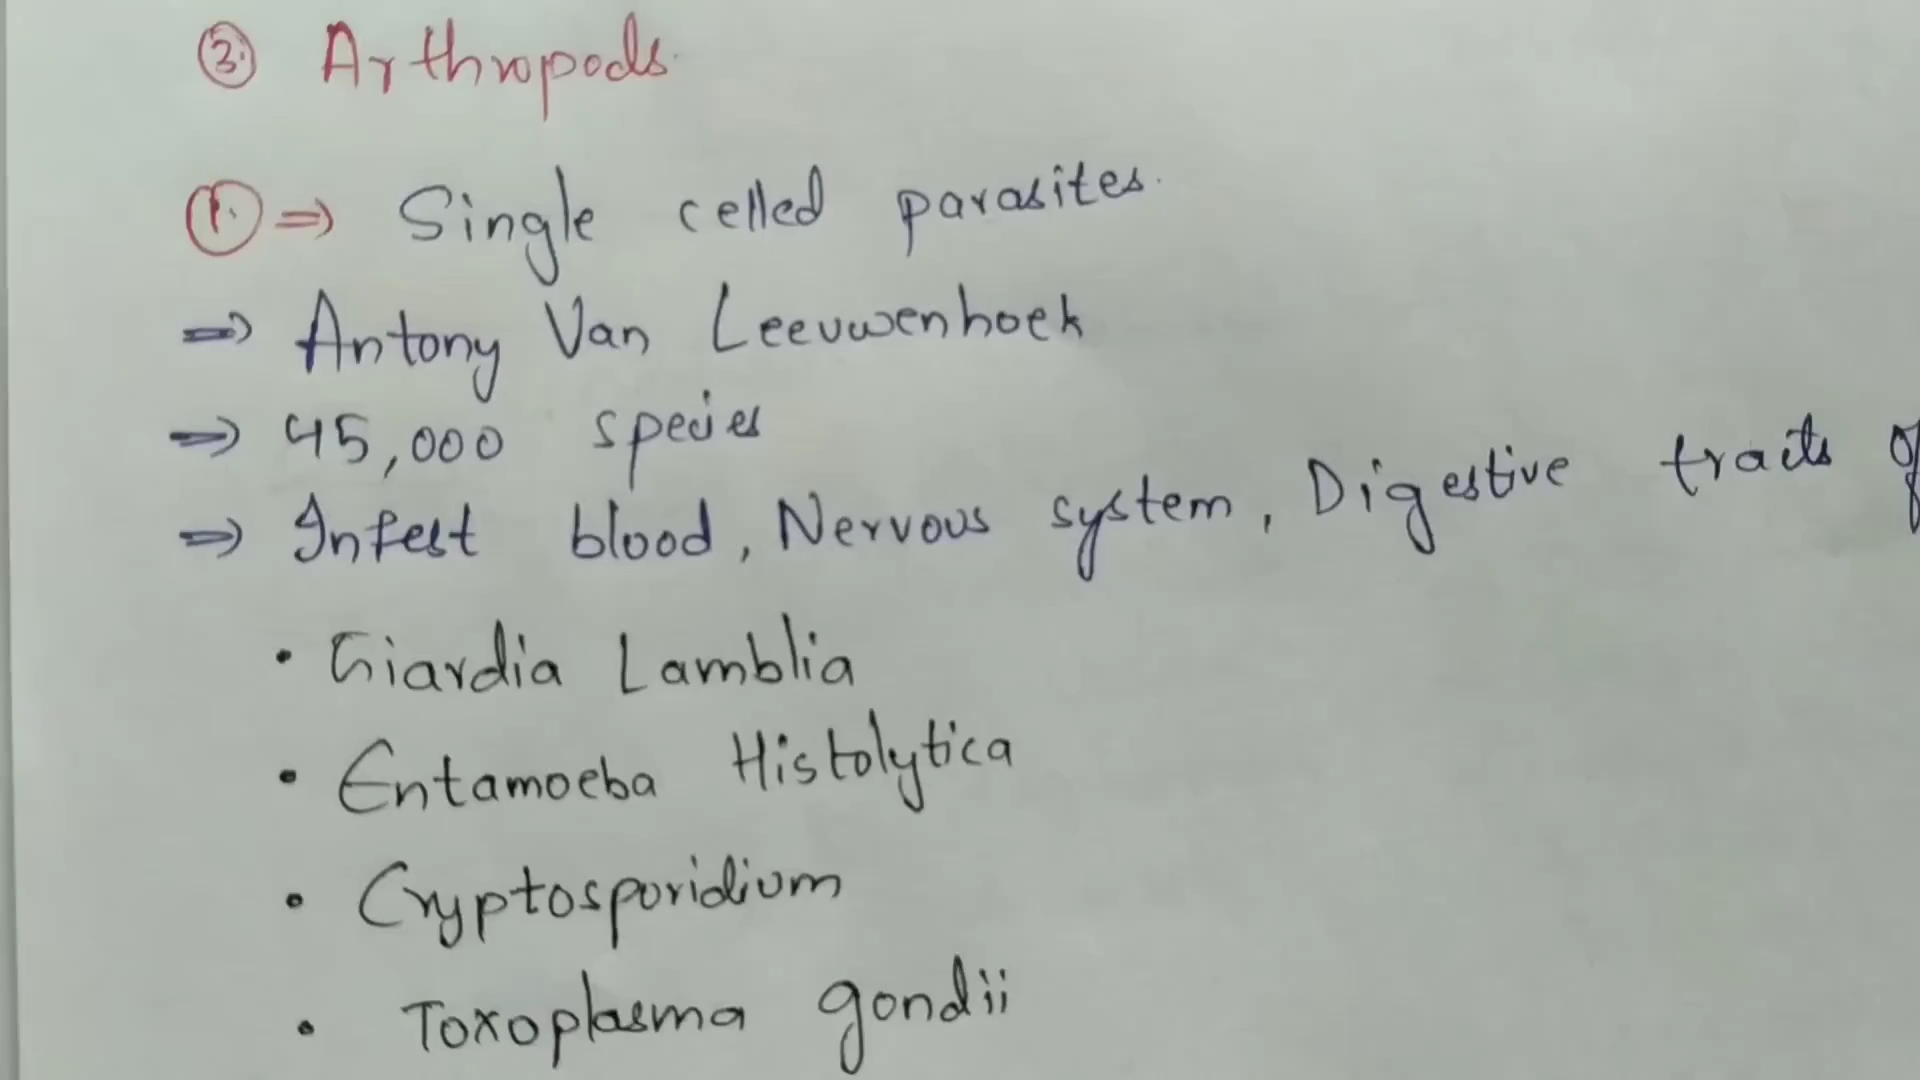 ③ Arthropods.
① ⇒ Single celled parasites.
⇒ Antony Van Leeuwenhoek
⇒ 45,000 species
⇒ Infest blood, Nervous system, Digestive tracts of
• Giardia Lamblia
• Entamoeba Histolytica
• Cryptosporidium
• Toxoplasma gondii